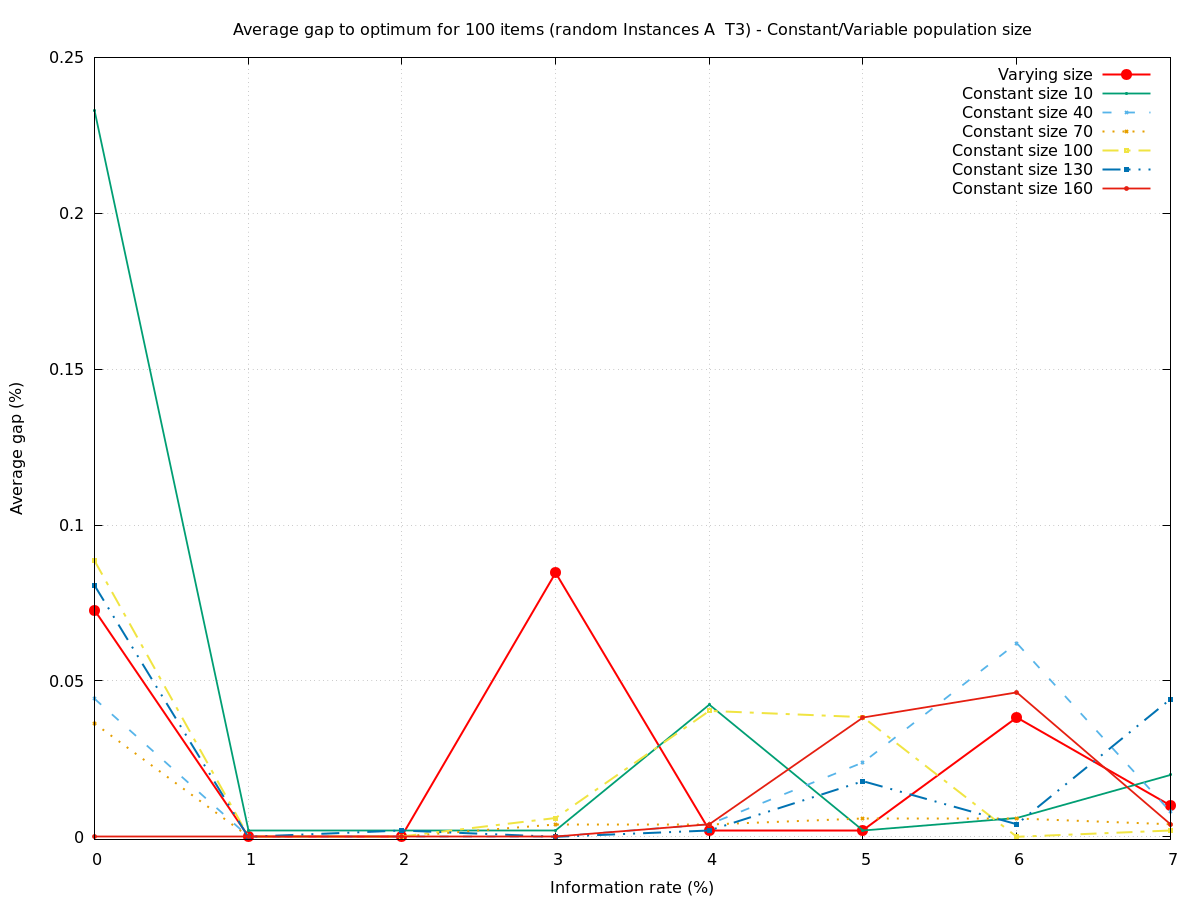 Average gap to optimum for 100 items (random Instances A  T3) - Constant/Variable population size
0.25
0.2
0.15
0.1
0.05
0
Average gap (%)
Varying size
Constant size 10
Constant size 40
Constant size 70
Constant size 100
Constant size 130
Constant size 160
0 1 2 3 4 5 6 7
Information rate (%)